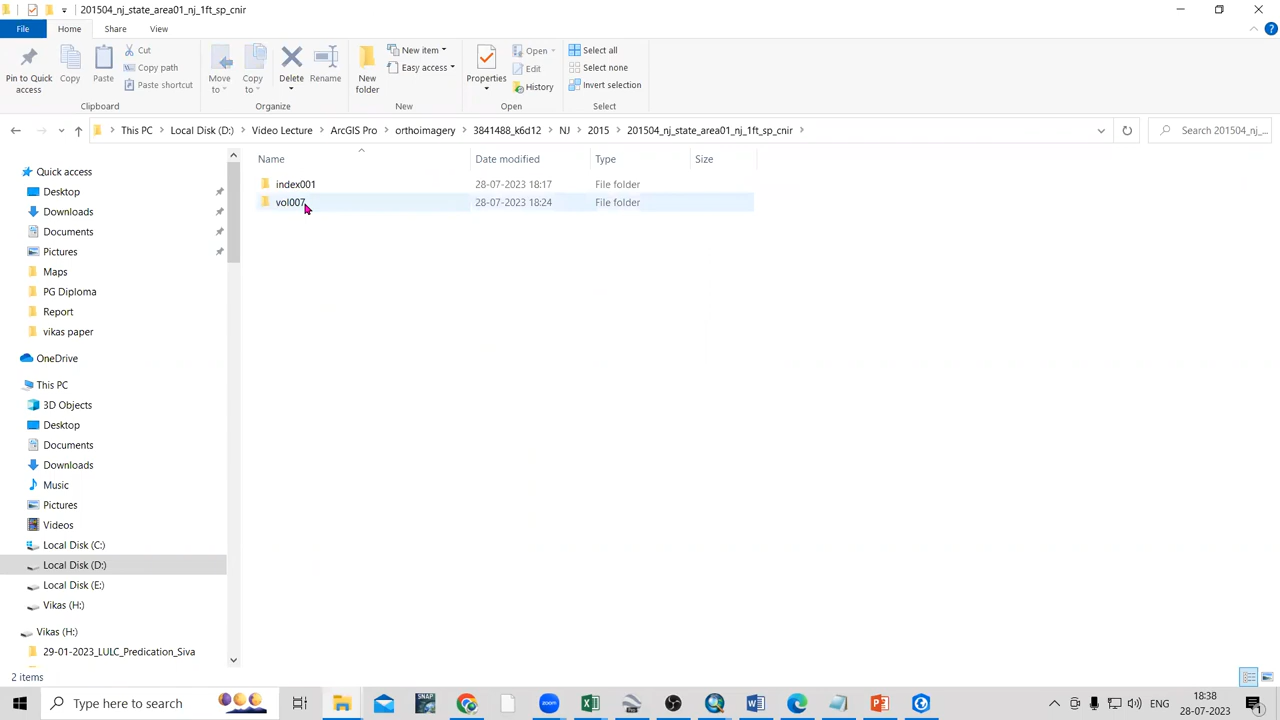 201504_nj_state_area01_nj_1ft_sp_cnir
File Home Share View
Pin to Quick access
Copy
Paste
Cut
Copy path
Paste shortcut
Clipboard
Move to
Copy to
Delete
Rename
Organize
New folder
New item
Easy access
New
Properties
Open
Edit
History
Open
Select all
Select none
Invert selection
Select
This PC Local Disk (D:) Video Lecture ArcGIS Pro orthoimagery 3841488_k6d12 NJ 2015 201504_nj_state_area01_nj_1ft_sp_cnir
Search 201504_nj_...
Name Date modified Type Size
index001 28-07-2023 18:17 File folder
vol007 28-07-2023 18:24 File folder
Quick access
Desktop
Downloads
Documents
Pictures
Maps
PG Diploma
Report
vikas paper
OneDrive
This PC
3D Objects
Desktop
Documents
Downloads
Music
Pictures
Videos
Local Disk (C:)
Local Disk (D:)
Local Disk (E:)
Vikas (H:)
Vikas (H:)
29-01-2023_LULC_Predication_Siva
2 items
Type here to search
SNAP
zoom
ENG
18:38
28-07-2023
1